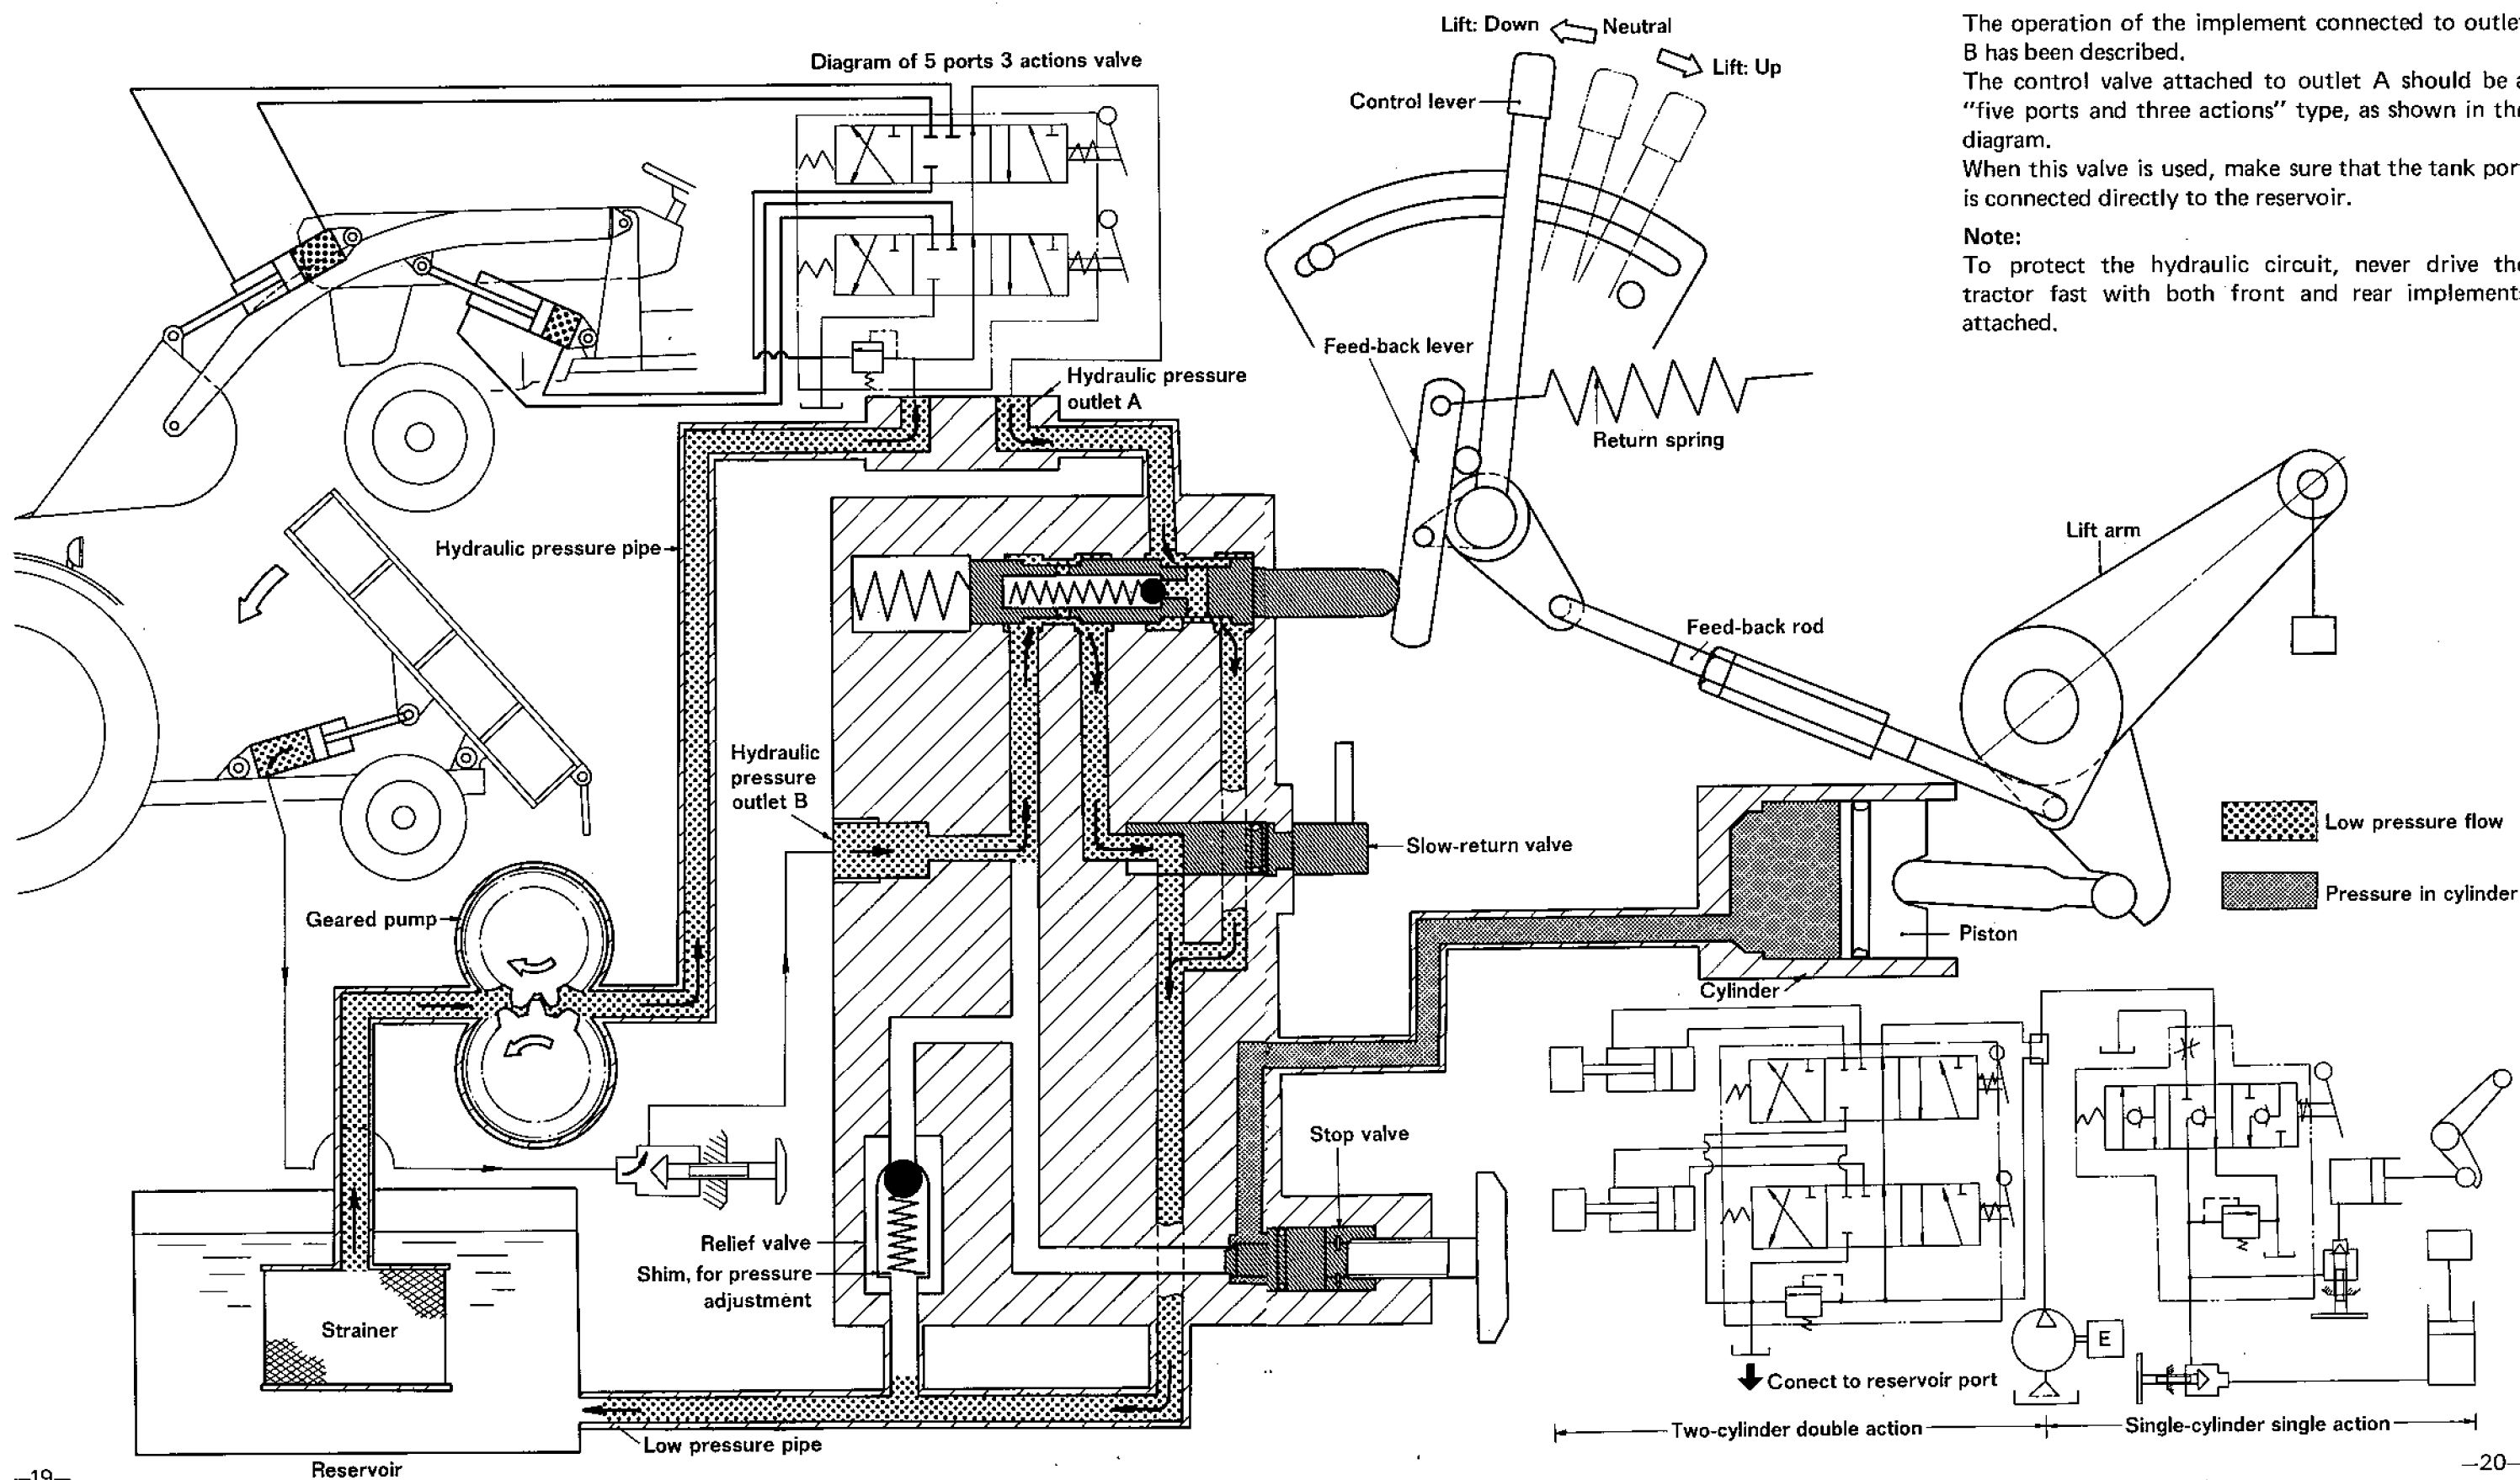 Diagram of 5 ports 3 actions valve
Hydraulic pressure
outlet A
Hydraulic pressure pipe
Hydraulic
pressure
outlet B
Geared pump
Relief valve
Shim, for pressure
adjustment
Strainer
Low pressure pipe
Reservoir
—19—
Lift: Down
Neutral
Lift: Up
Control lever
Feed-back lever
Return spring
Lift arm
Feed-back rod
Slow-return valve
Piston
Cylinder
Stop valve
The operation of the implement connected to outlet
B has been described.
The control valve attached to outlet A should be a
"five ports and three actions" type, as shown in the
diagram.
When this valve is used, make sure that the tank port
is connected directly to the reservoir.
Note:
To protect the hydraulic circuit, never drive the
tractor fast with both front and rear implements
attached.
Low pressure flow
Pressure in cylinder
E
Conect to reservoir port
Two-cylinder double action
Single-cylinder single action
—20—